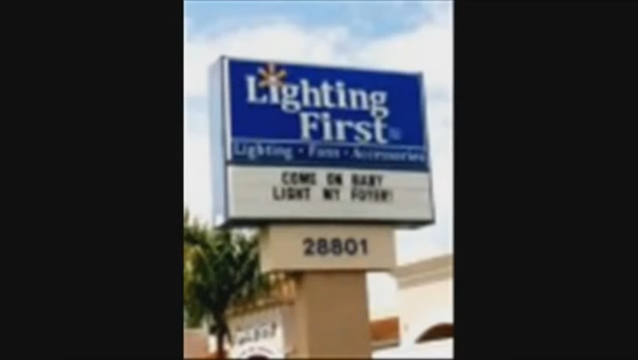 Lighting
First
Lighting • Fans • Accessories
COME ON BABY
LIGHT MY FOYER!
28801